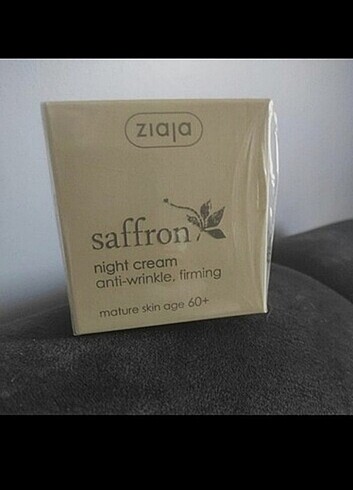 ziaja
saffron
night cream
anti-wrinkle, firming
mature skin age 60+